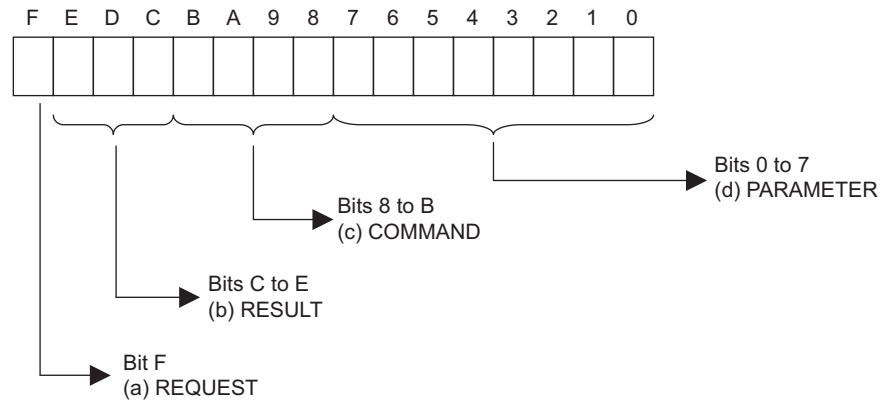 F E D C B A 9 8 7 6 5 4 3 2 1 0
Bits 0 to 7
(d) PARAMETER
Bits 8 to B
(c) COMMAND
Bits C to E
(b) RESULT
Bit F
(a) REQUEST